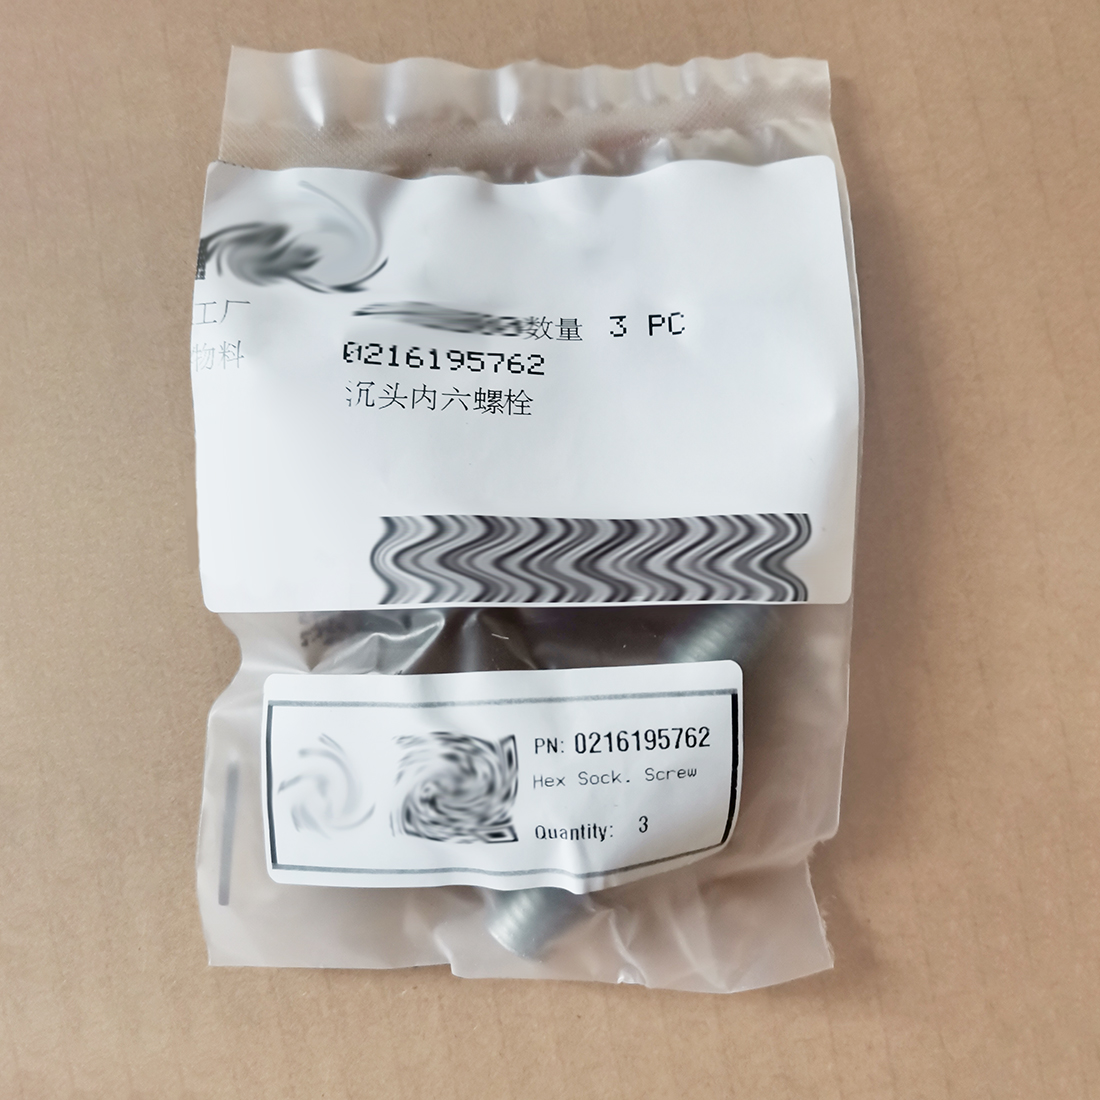 工厂
数量 3 PC
物料
0216195762
沉头内六螺栓
PN: 0216195762
Hex Sock. Screw
Quantity: 3